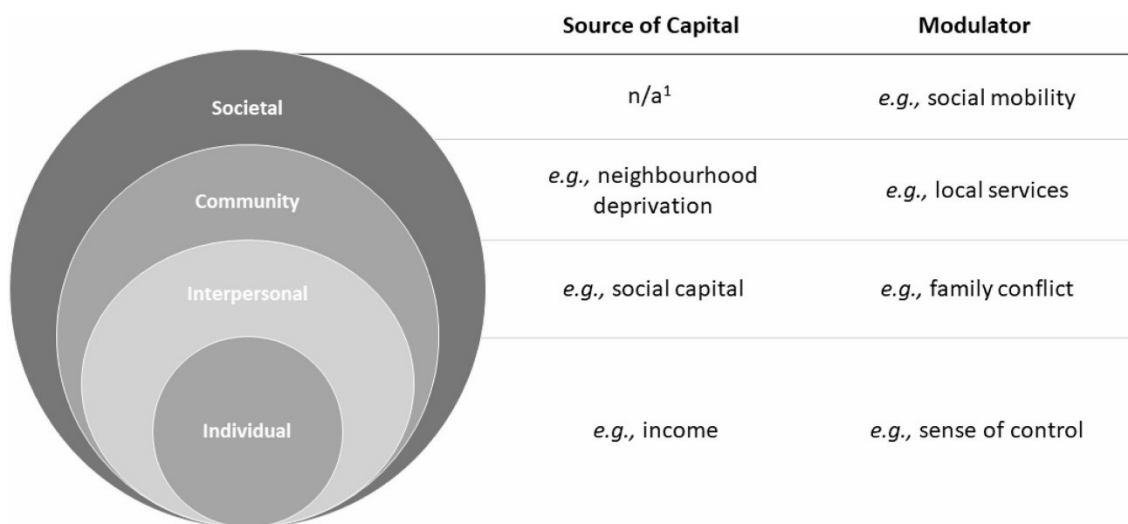 Source of Capital
Modulator
Societal
n/a¹
e.g., social mobility
Community
e.g., neighbourhood
deprivation
e.g., local services
Interpersonal
e.g., social capital
e.g., family conflict
Individual
e.g., income
e.g., sense of control